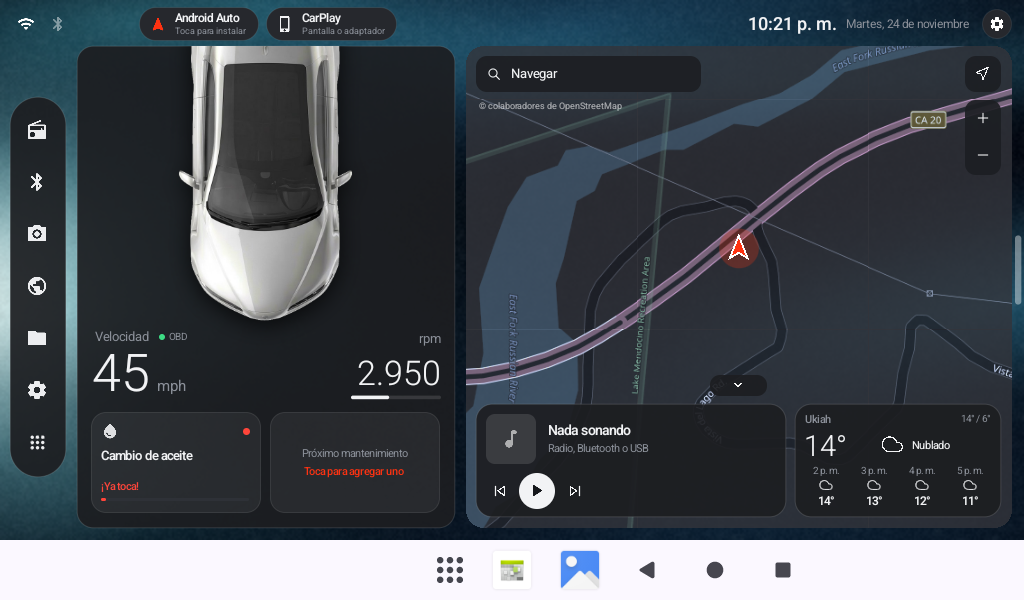 Android Auto
Toca para instalar
CarPlay
Pantalla o adaptador
10:21 p. m.
Martes, 24 de noviembre
Navegar
© colaboradores de OpenStreetMap
East Fork Russian
CA 20
+
−
Lake Mendocino Recreation Area
East Fork Russian River
Vista
Velocidad
OBD
45 mph
rpm
2.950
Cambio de aceite
¡Ya toca!
Próximo mantenimiento
Toca para agregar uno
Nada sonando
Radio, Bluetooth o USB
Ukiah
14° / 6°
14°
Nublado
2 p. m.
3 p. m.
4 p. m.
5 p. m.
14°
13°
12°
11°